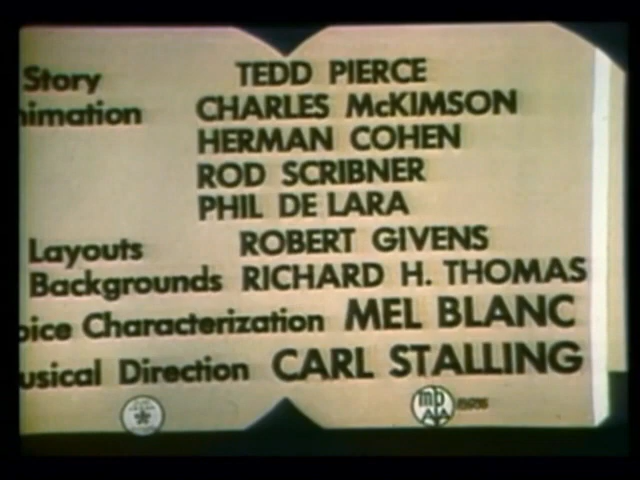 Story TEDD PIERCE
nimation CHARLES McKIMSON
HERMAN COHEN
ROD SCRIBNER
PHIL DE LARA
Layouts ROBERT GIVENS
Backgrounds RICHARD H. THOMAS
oice Characterization MEL BLANC
usical Direction CARL STALLING